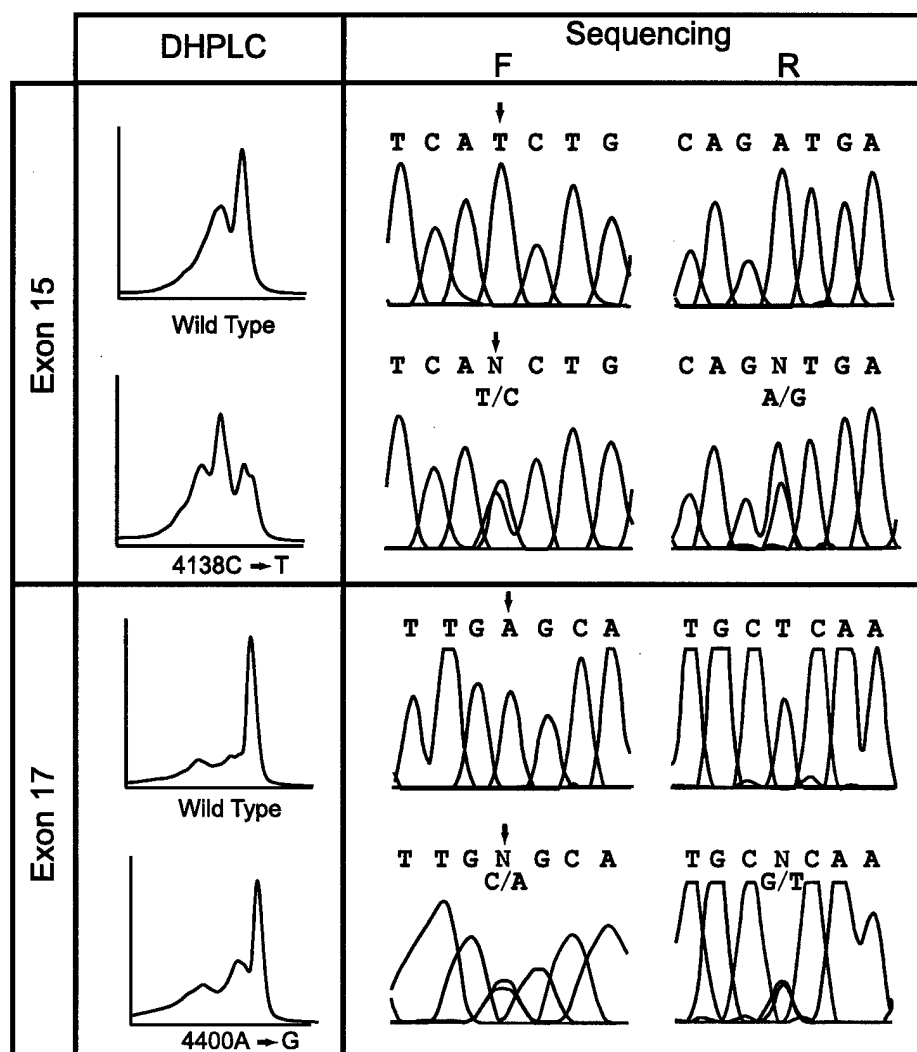 DHPLC
Sequencing
F R
Exon 15
T C A T C T G
C A G A T G A
Wild Type
T C A N C T G
T/C
C A G N T G A
A/G
4138C → T
Exon 17
T T G A G C A
T G C T C A A
Wild Type
T T G N G C A
C/A
T G C N C A A
G/T
4400A → G